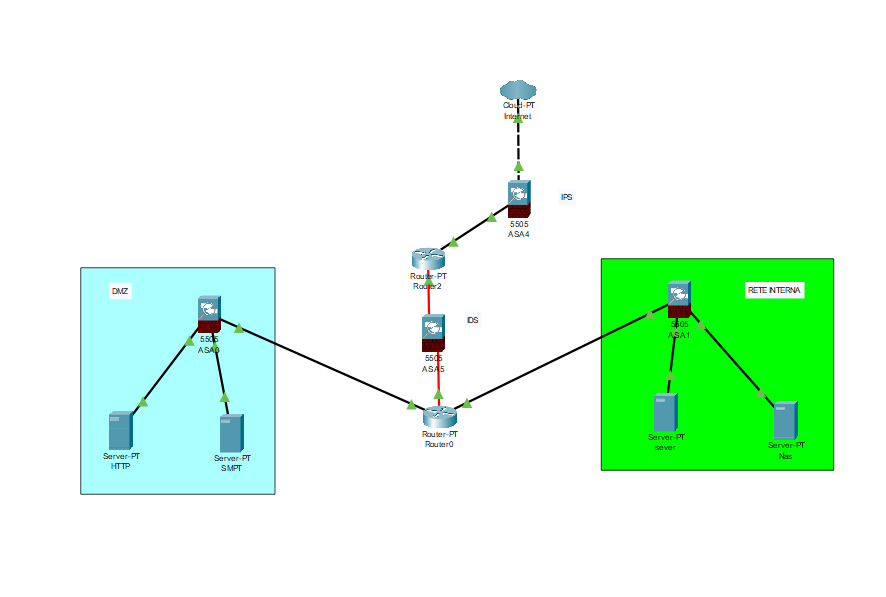 Cloud-PT
Internet
IPS
5505
ASA4
Router-PT
Router2
DMZ
RETE INTERNA
IDS
5505
ASA0
5505
ASA5
5505
ASA1
Router-PT
Router0
Server-PT
HTTP
Server-PT
SMPT
Server-PT
sever
Server-PT
Nas